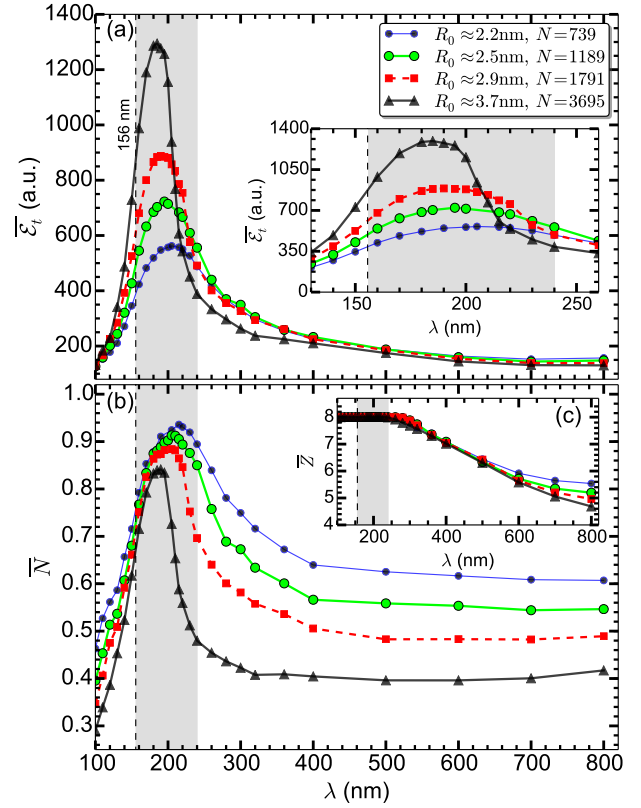 (a)
R₀ ≈2.2nm, N=739
R₀ ≈2.5nm, N=1189
R₀ ≈2.9nm, N=1791
R₀ ≈3.7nm, N=3695
1400
1200
1000
800
600
400
200
ℰ̅ₜ (a.u.)
156 nm
1400
1050
700
350
0
ℰ̅ₜ (a.u.)
150
200
250
λ (nm)
(b)
1.0
0.9
0.8
0.7
0.6
0.5
0.4
0.3
N̅
(c)
8
7
6
5
4
Z̅
200
400
600
800
λ (nm)
100
200
300
400
500
600
700
800
λ (nm)